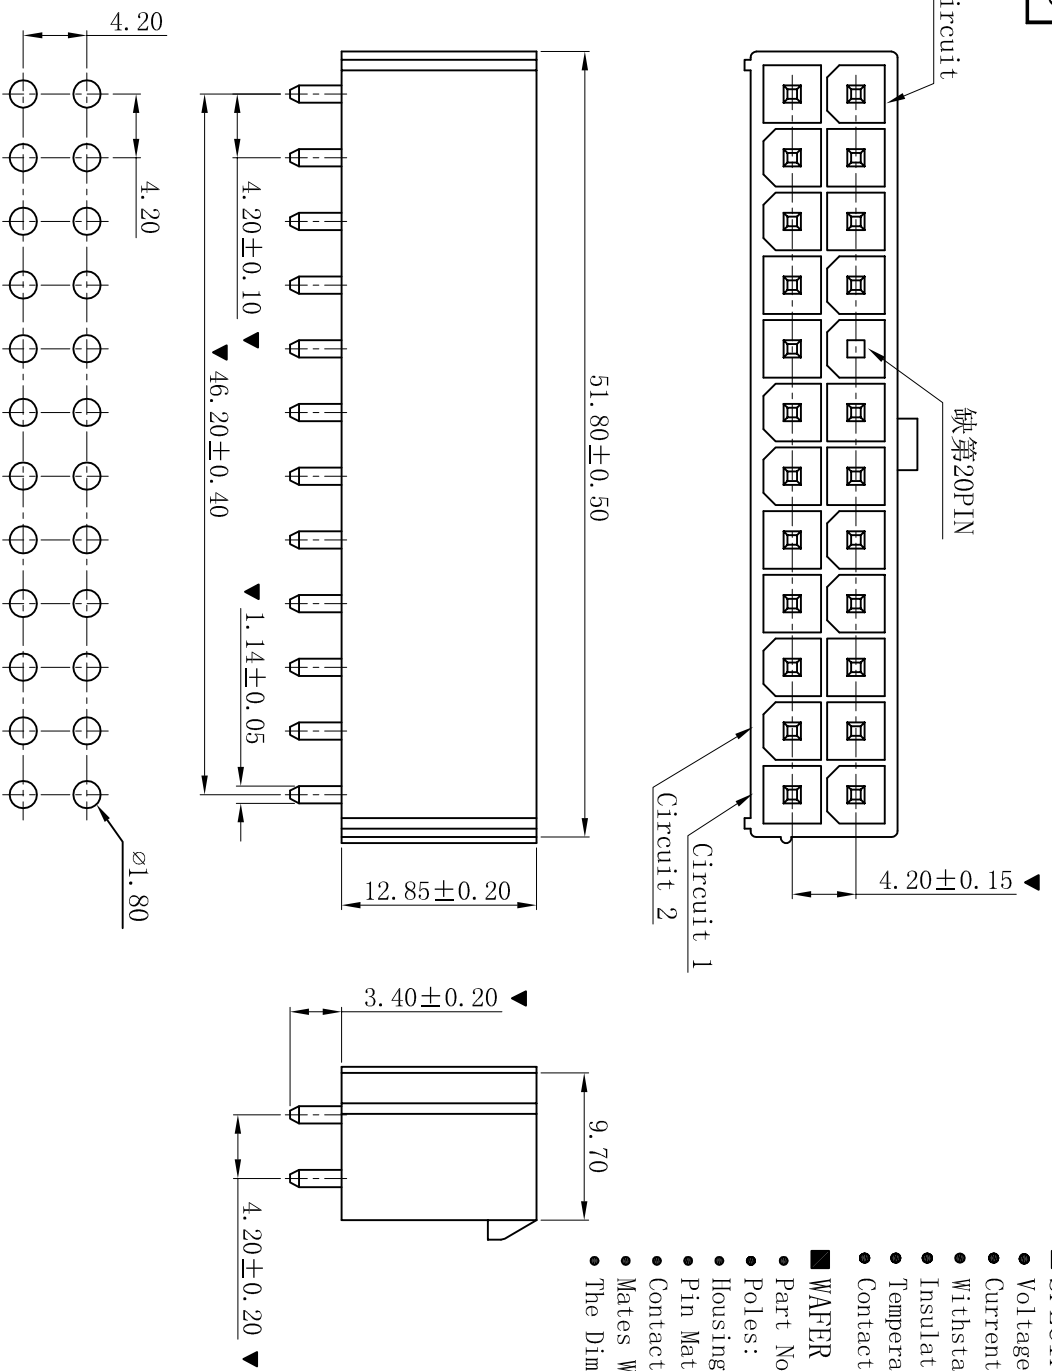 ircuit
缺第20PIN
4.20±0.15
Circuit 1
Circuit 2
51.80±0.50
12.85±0.20
4.20±0.10
46.20±0.40
1.14±0.05
4.20
4.20
ø1.80
3.40±0.20
9.70
4.20±0.20
Voltage
Current
Withsta
Insulat
Tempera
Contact
■ WAFER
Part No
Poles:
Housing
Pin Mat
Contact
Mates W
The Dim